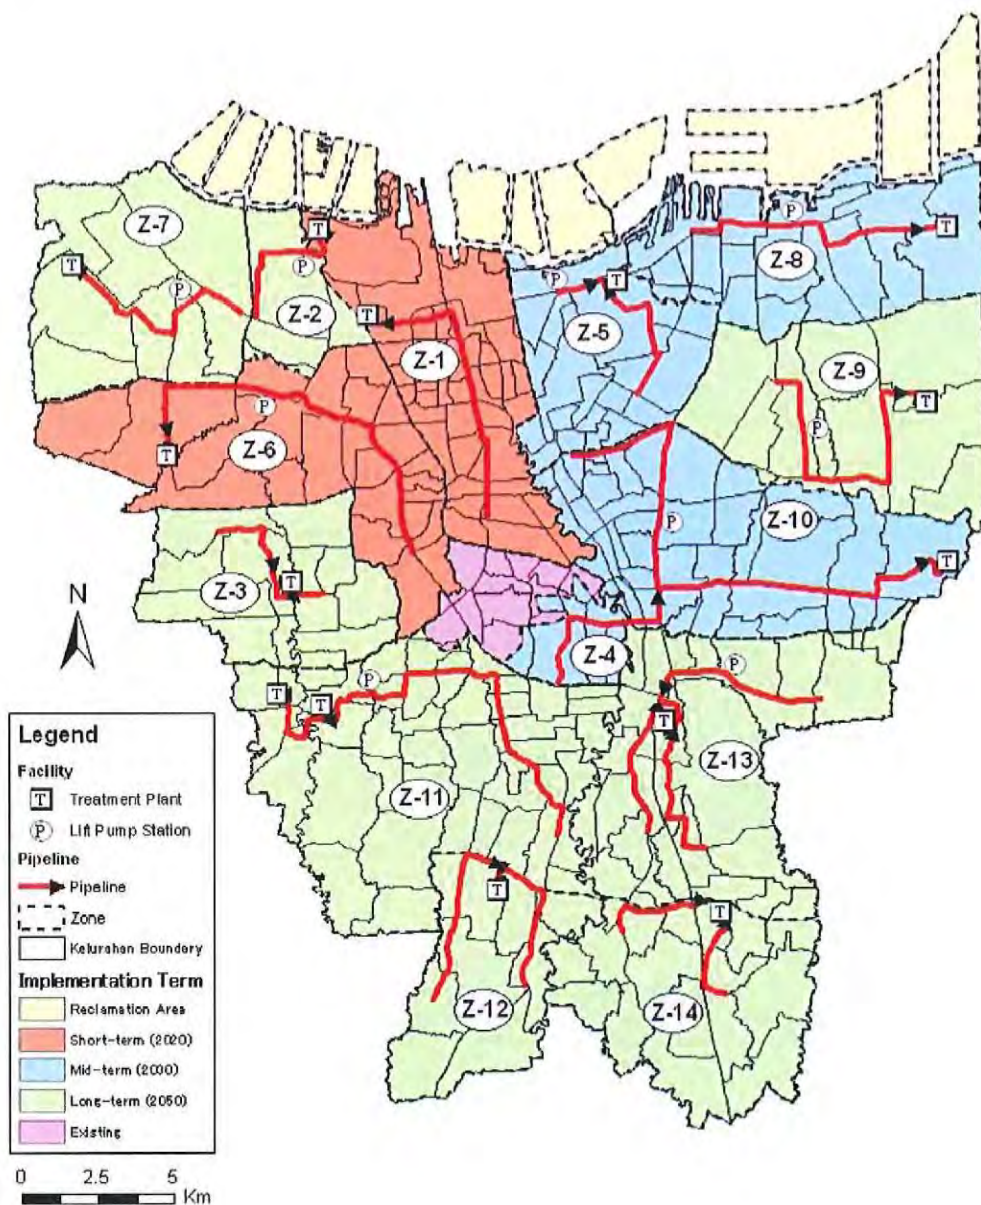 T
P
Z-7
T
P
Z-8
T
T
P
Z-2
P
T
Z-5
T
Z-1
Z-9
T
P
P
Z-6
T
P
Z-10
T
Z-3
T
N
Z-4
P
P
T
T
T
Z-13
Z-11
T
T
Z-12
Z-14
Legend
Facility
T Treatment Plant
P Lift Pump Station
Pipeline
Pipeline
Zone
Kelurahan Boundary
Implementation Term
Reclamation Area
Short-term (2020)
Mid-term (2030)
Long-term (2050)
Existing
0 2.5 5
Km